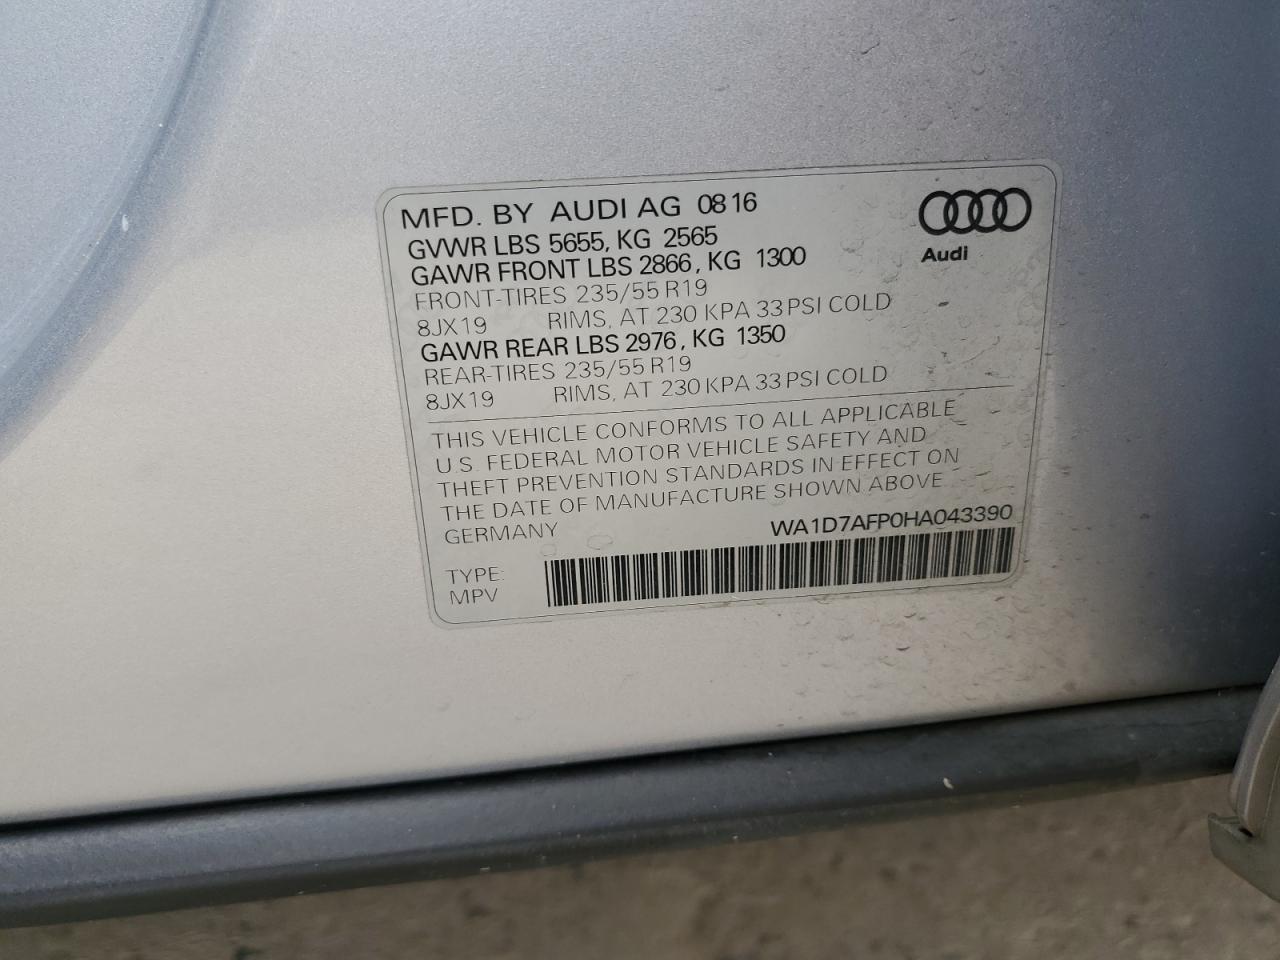 MFD. BY AUDI AG 0816
GVWR LBS 5655, KG 2565
GAWR FRONT LBS 2866, KG 1300
FRONT-TIRES 235/55 R19
8JX19 RIMS, AT 230 KPA 33 PSI COLD
GAWR REAR LBS 2976, KG 1350
REAR-TIRES 235/55 R19
8JX19 RIMS, AT 230 KPA 33 PSI COLD
Audi
THIS VEHICLE CONFORMS TO ALL APPLICABLE
U.S. FEDERAL MOTOR VEHICLE SAFETY AND
THEFT PREVENTION STANDARDS IN EFFECT ON
THE DATE OF MANUFACTURE SHOWN ABOVE
GERMANY WA1D7AFP0HA043390
TYPE:
MPV